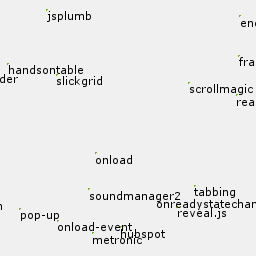 jsplumb
enc
fra
handsontable
der
slickgrid
scrollmagic
rea
onload
tabbing
soundmanager2
onreadystatechan
reveal.js
n
pop-up
onload-event
hubspot
metronic